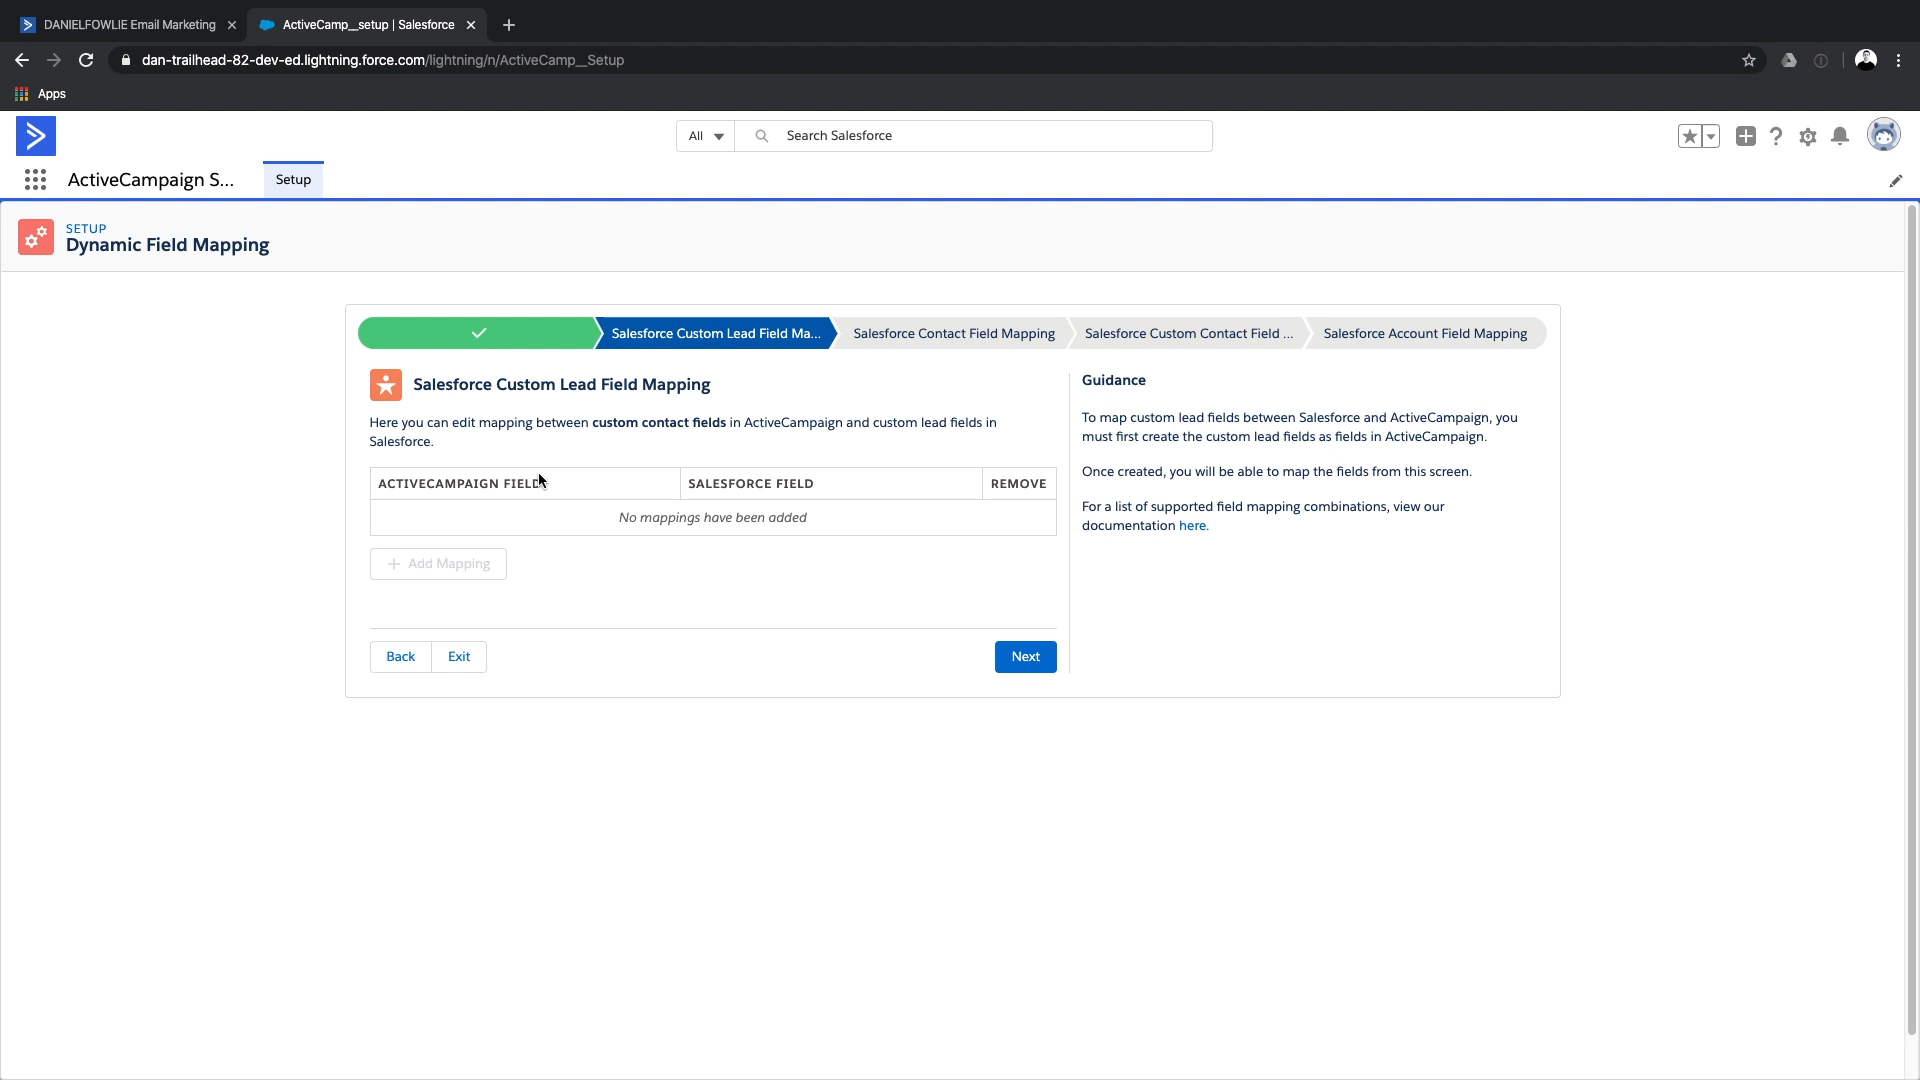 DANIELFOWLIE Email Marketing
ActiveCamp__setup | Salesforce
dan-trailhead-82-dev-ed.lightning.force.com/lightning/n/ActiveCamp__Setup
Apps
All
Search Salesforce
ActiveCampaign S...
Setup
SETUP
Dynamic Field Mapping
Salesforce Custom Lead Field Ma...
Salesforce Contact Field Mapping
Salesforce Custom Contact Field ...
Salesforce Account Field Mapping
Salesforce Custom Lead Field Mapping
Here you can edit mapping between custom contact fields in ActiveCampaign and custom lead fields in
Salesforce.
ACTIVECAMPAIGN FIELD
SALESFORCE FIELD
REMOVE
No mappings have been added
+ Add Mapping
Back
Exit
Next
Guidance
To map custom lead fields between Salesforce and ActiveCampaign, you
must first create the custom lead fields as fields in ActiveCampaign.
Once created, you will be able to map the fields from this screen.
For a list of supported field mapping combinations, view our
documentation here.